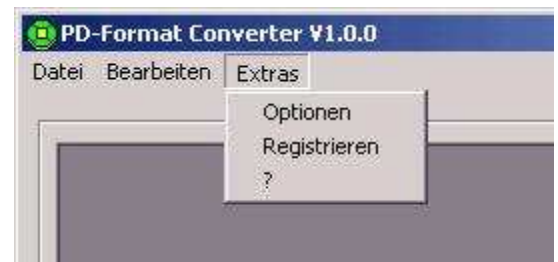 PD-Format Converter V1.0.0
Datei Bearbeiten Extras
Optionen
Registrieren
?